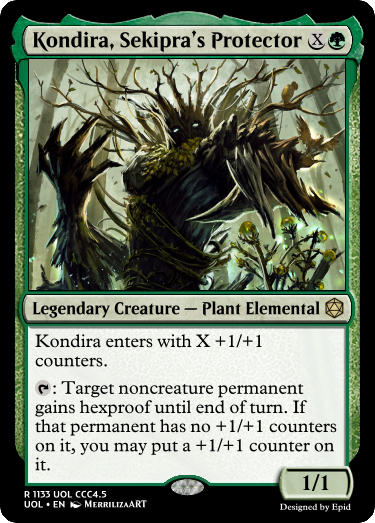 Kondira, Sekipra's Protector X
Legendary Creature — Plant Elemental
Kondira enters with X +1/+1
counters.
: Target noncreature permanent
gains hexproof until end of turn. If
that permanent has no +1/+1 counters
on it, you may put a +1/+1 counter on
it.
1/1
R 1133 UOL CCC4.5
UOL • EN MERRILIZAART
Designed by Epid